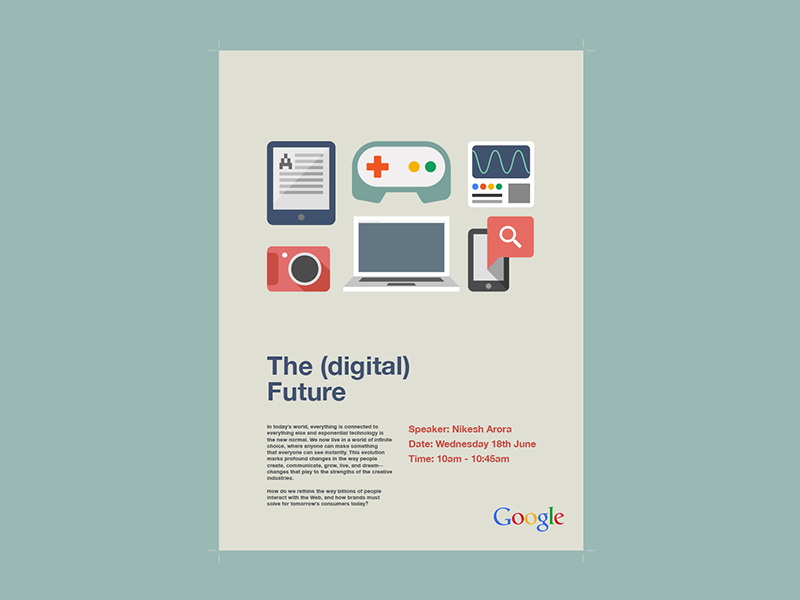 A
The (digital)
Future
In today's world, everything is connected to
everything else and exponential technology is
the new normal. We now live in a world of infinite
choice, where anyone can make something
that everyone can see instantly. This evolution
marks profound changes in the way people
create, communicate, grow, live, and dream--
changes that play to the strengths of the creative
industries.
How do we rethink the way billions of people
interact with the Web, and how brands must
solve for tomorrow's consumers today?
Speaker: Nikesh Arora
Date: Wednesday 18th June
Time: 10am - 10:45am
Google